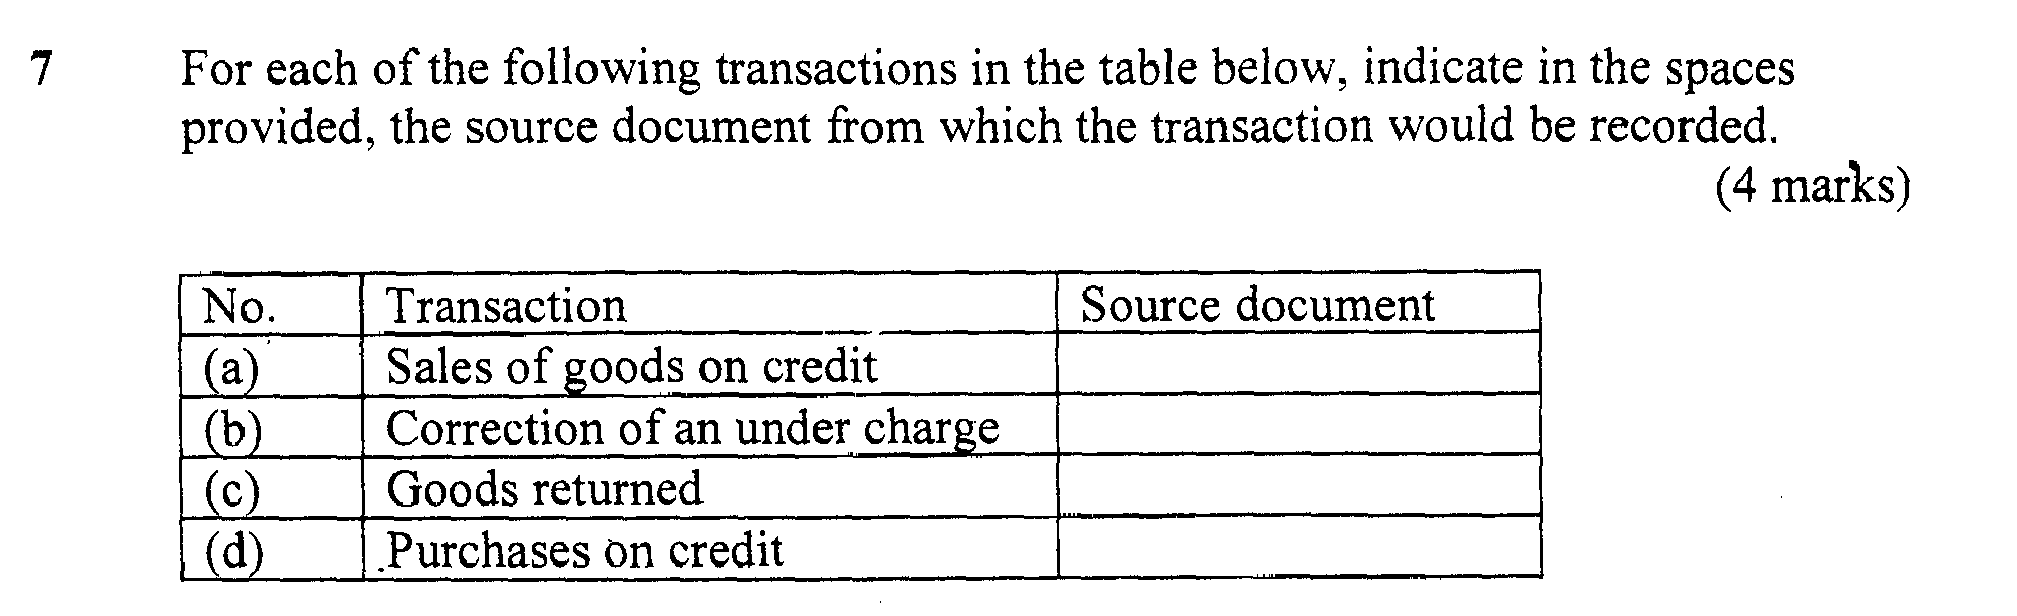 7 For each of the following transactions in the table below, indicate in the spaces
provided, the source document from which the transaction would be recorded.
(4 marks)
No. Transaction Source document
(a) Sales of goods on credit
(b) Correction of an under charge
(c) Goods returned
(d) Purchases on credit